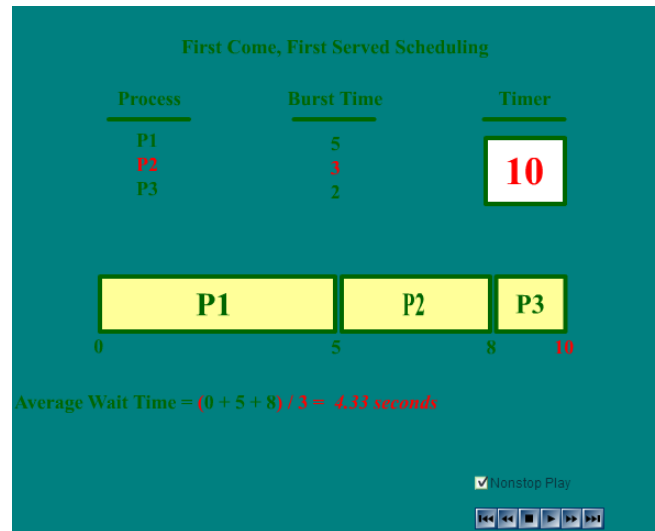 First Come, First Served Scheduling
Process Burst Time Timer
P1 5
P2 3
P3 2
10
P1 P2 P3
0 5 8 10
Average Wait Time = (0 + 5 + 8) / 3 = 4.33 seconds
Nonstop Play